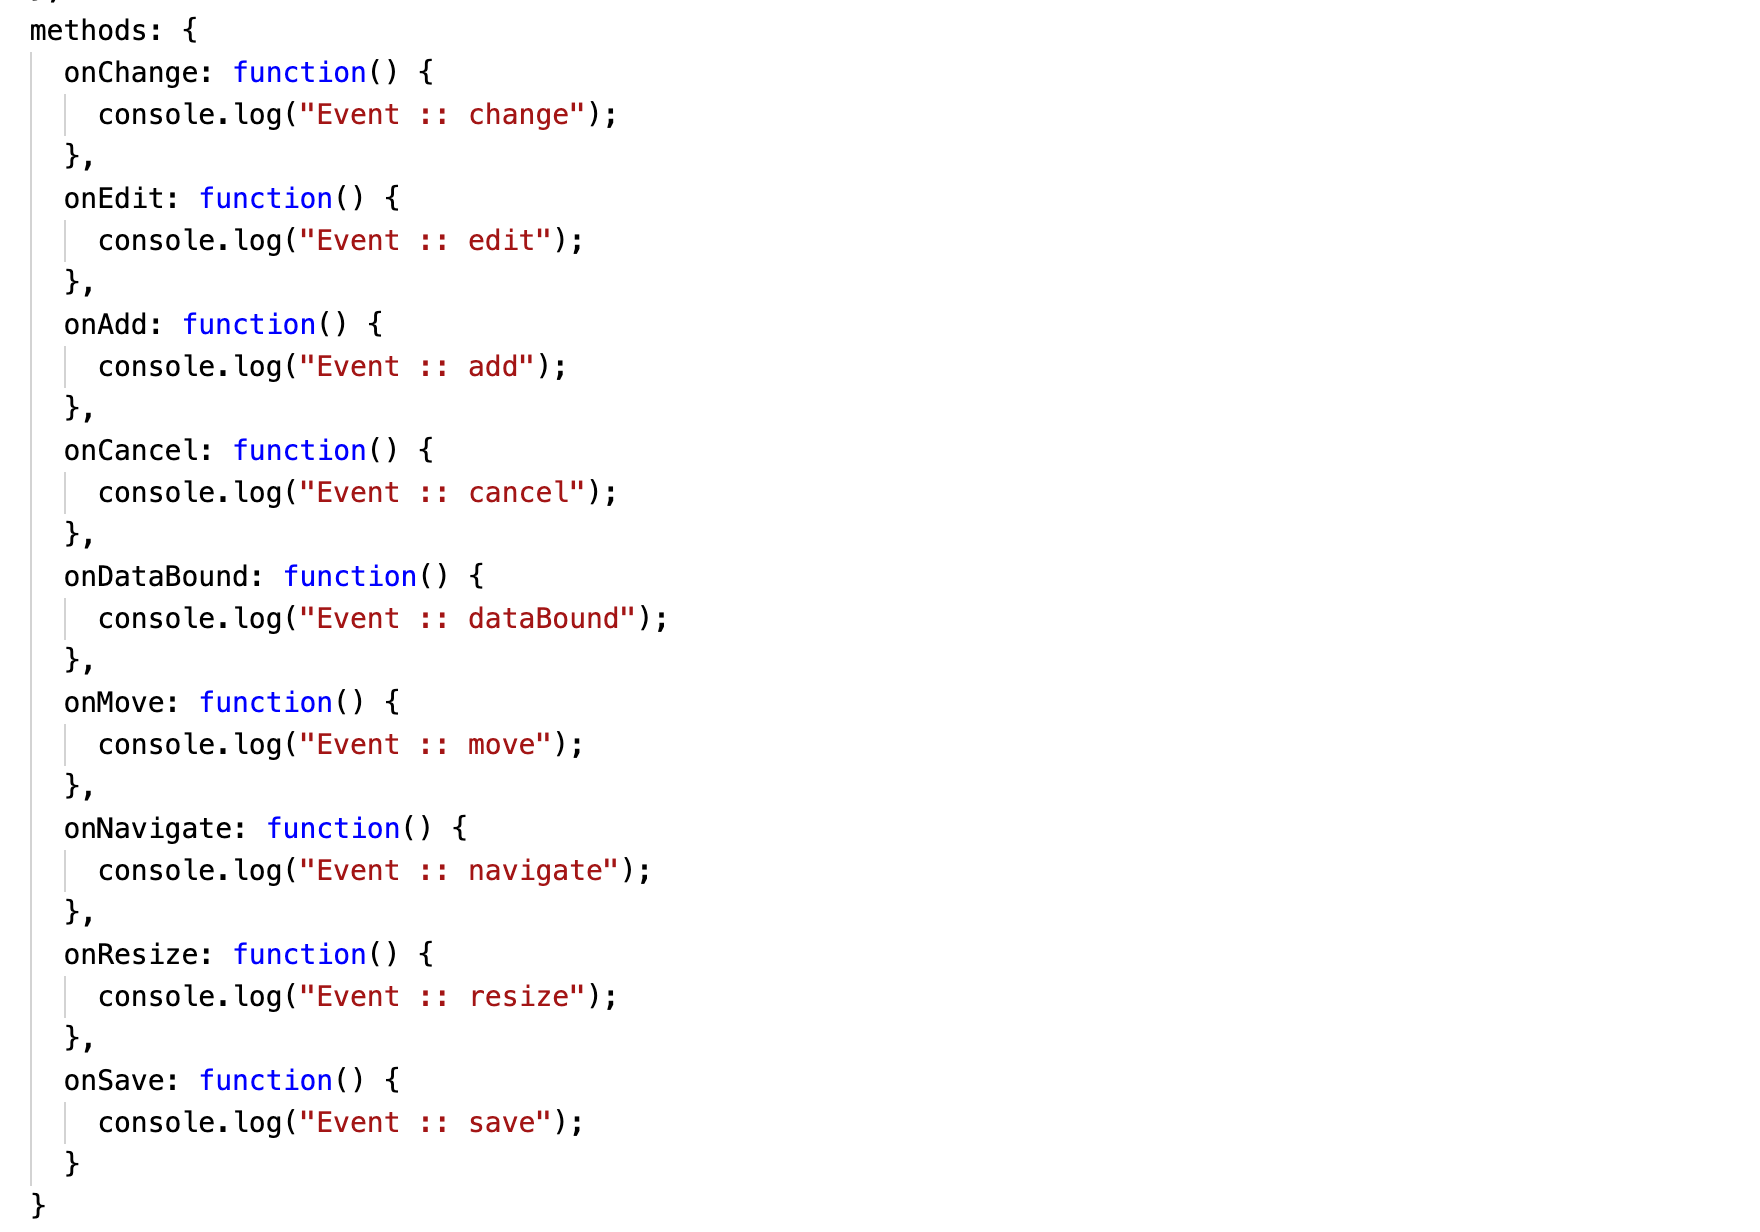 methods: {
onChange: function() {
console.log("Event :: change");
},
onEdit: function() {
console.log("Event :: edit");
},
onAdd: function() {
console.log("Event :: add");
},
onCancel: function() {
console.log("Event :: cancel");
},
onDataBound: function() {
console.log("Event :: dataBound");
},
onMove: function() {
console.log("Event :: move");
},
onNavigate: function() {
console.log("Event :: navigate");
},
onResize: function() {
console.log("Event :: resize");
},
onSave: function() {
console.log("Event :: save");
}
}